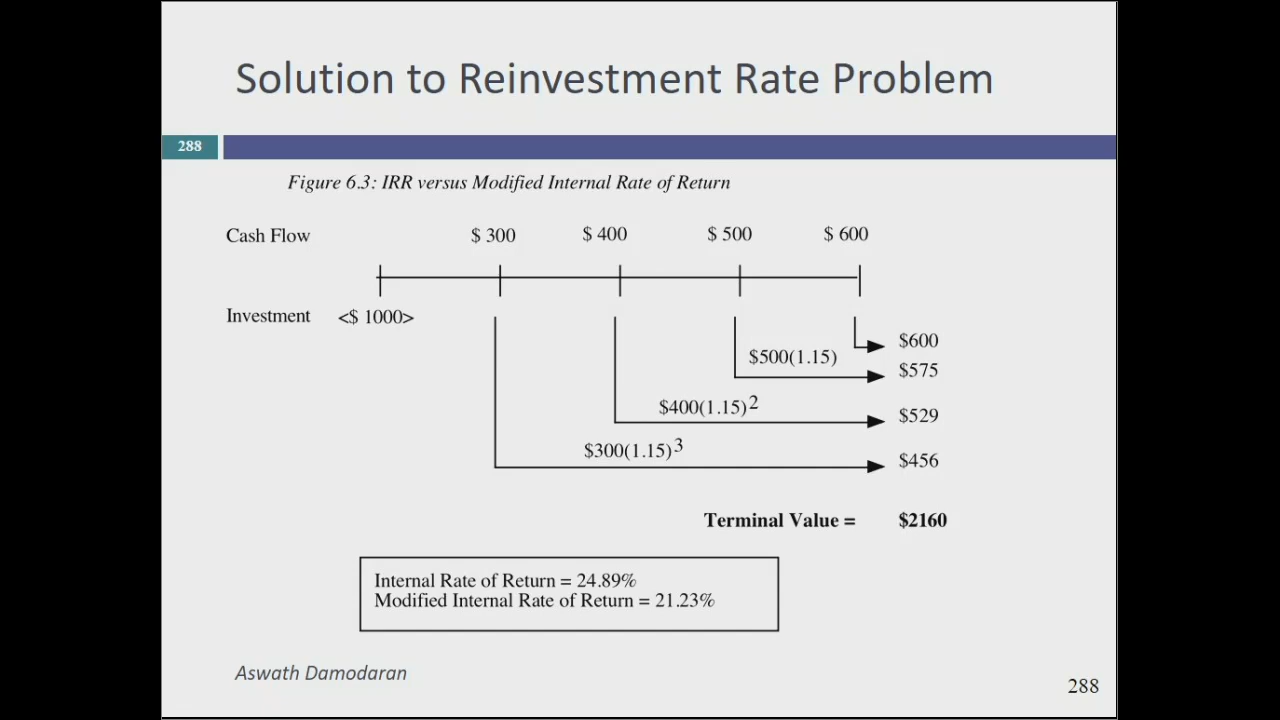 Solution to Reinvestment Rate Problem
288
Figure 6.3: IRR versus Modified Internal Rate of Return
Cash Flow $ 300 $ 400 $ 500 $ 600
Investment <$ 1000>
$600
$500(1.15) $575
$400(1.15)2 $529
$300(1.15)3 $456
Terminal Value = $2160
Internal Rate of Return = 24.89%
Modified Internal Rate of Return = 21.23%
Aswath Damodaran
288